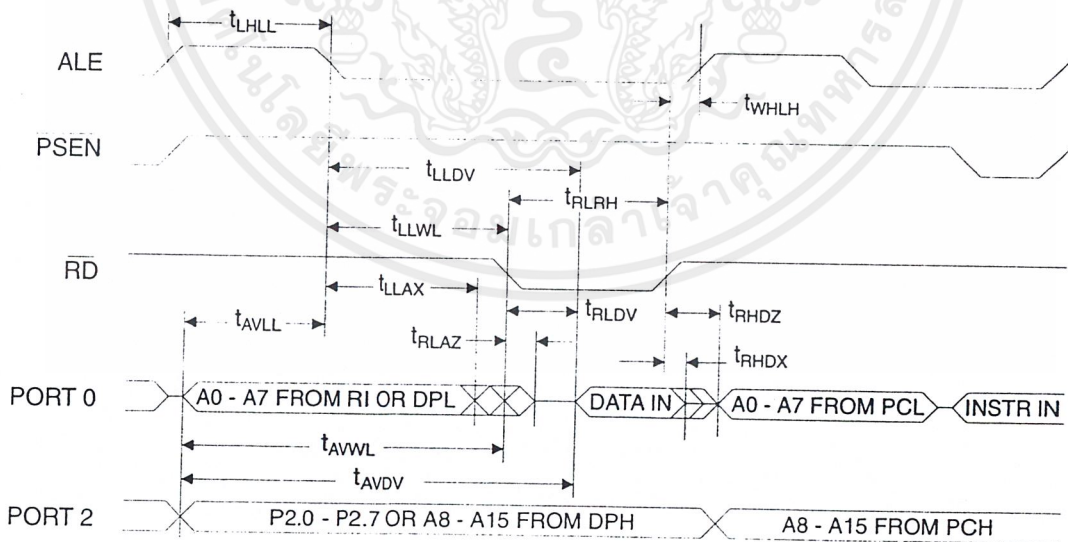 tLHLL
ALE
tWHLH
PSEN
tLLDV
tRLRH
tLLWL
RD
tLLAX
tAVLL
tRLDV
tRHDZ
tRLAZ
tRHDX
PORT 0
A0 - A7 FROM RI OR DPL
DATA IN
A0 - A7 FROM PCL
INSTR IN
tAVWL
tAVDV
PORT 2
P2.0 - P2.7 OR A8 - A15 FROM DPH
A8 - A15 FROM PCH